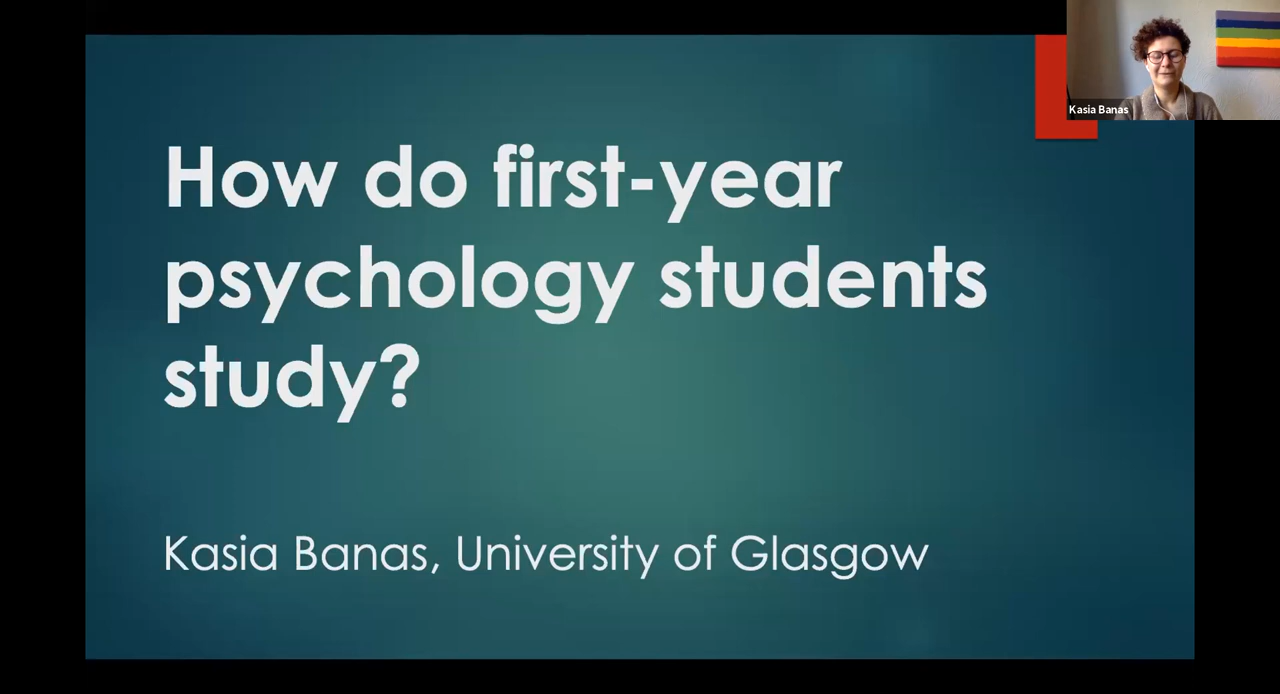 Kasia Banas
How do first-year
psychology students
study?
Kasia Banas, University of Glasgow